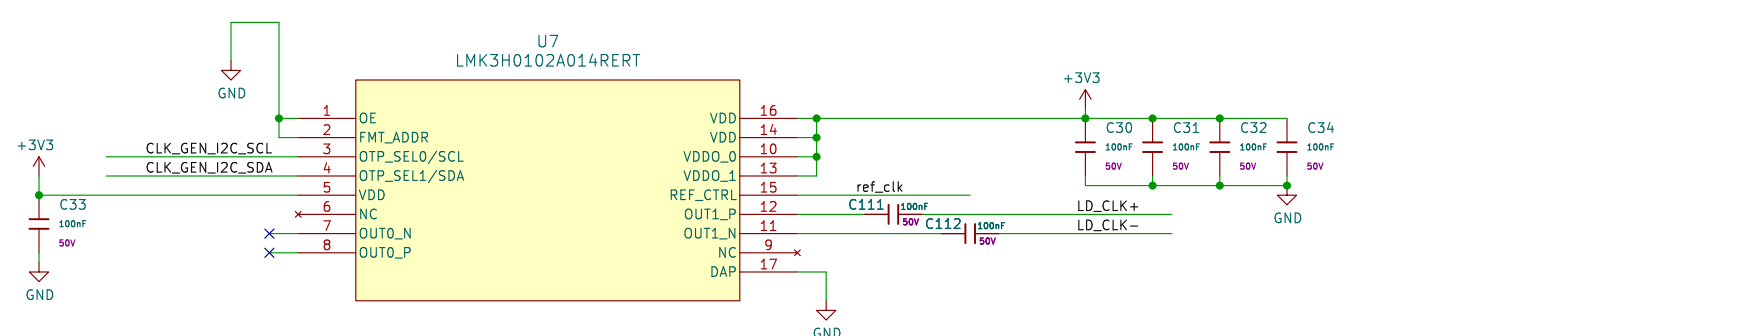 U7
LMK3H0102A014RERT
GND
+3V3
CLK_GEN_I2C_SCL
CLK_GEN_I2C_SDA
C33
100nF
50V
GND
1 OE
2 FMT_ADDR
3 OTP_SEL0/SCL
4 OTP_SEL1/SDA
5 VDD
6 NC
7 OUT0_N
8 OUT0_P
VDD 16
VDD 14
VDDO_0 10
VDDO_1 13
REF_CTRL 15
OUT1_P 12
OUT1_N 11
NC 9
DAP 17
ref_clk
C111 100nF
50V
C112 100nF
50V
LD_CLK+
LD_CLK-
GND
+3V3
C30 C31 C32 C34
100nF 100nF 100nF 100nF
50V 50V 50V 50V
GND